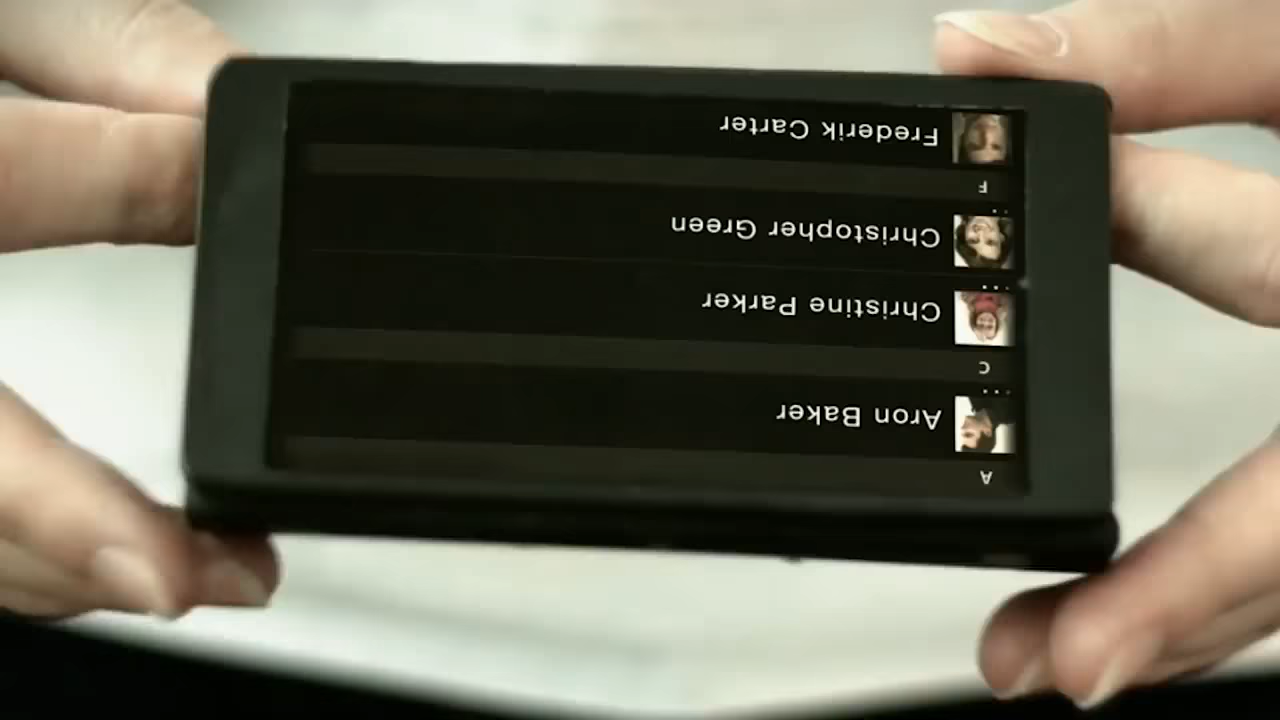 A
Aron Baker
C
Christine Parker
Christopher Green
F
Frederik Carter